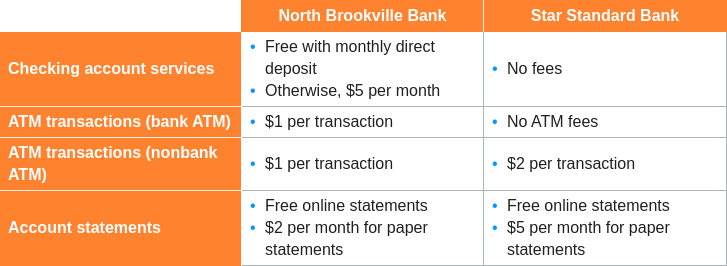 North Brookville Bank
Star Standard Bank
Checking account services
• Free with monthly direct
deposit
• Otherwise, $5 per month
• No fees
ATM transactions (bank ATM)
• $1 per transaction
• No ATM fees
ATM transactions (nonbank
ATM)
• $1 per transaction
• $2 per transaction
Account statements
• Free online statements
• $2 per month for paper
statements
• Free online statements
• $5 per month for paper
statements